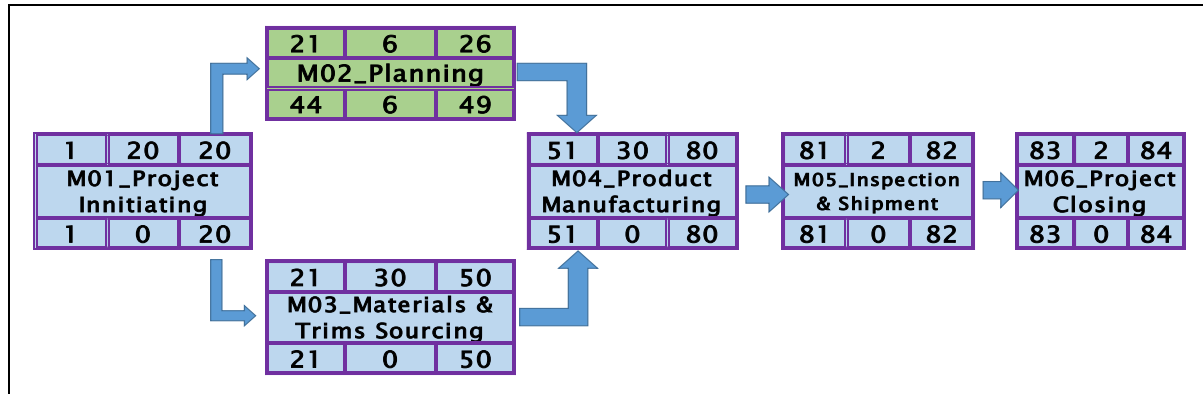 21 6 26
M02_Planning
44 6 49
1 20 20
M01_Project
Innitiating
1 0 20
21 30 50
M03_Materials &
Trims Sourcing
21 0 50
51 30 80
M04_Product
Manufacturing
51 0 80
81 2 82
M05_Inspection
& Shipment
81 0 82
83 2 84
M06_Project
Closing
83 0 84